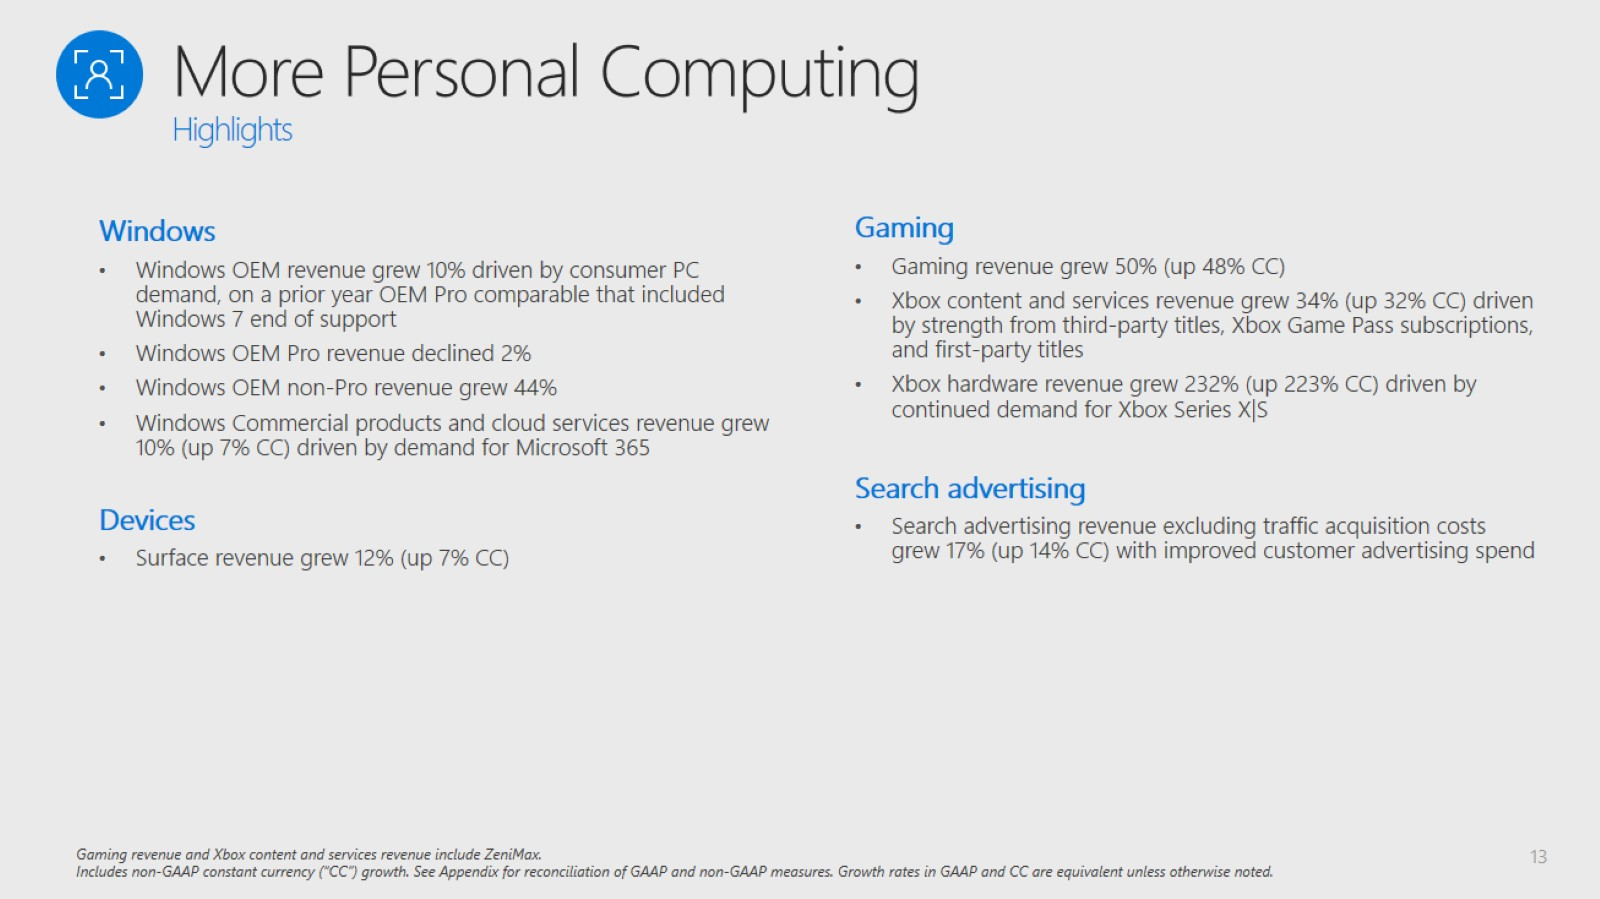 More Personal Computing
Highlights
Windows
• Windows OEM revenue grew 10% driven by consumer PC
demand, on a prior year OEM Pro comparable that included
Windows 7 end of support
• Windows OEM Pro revenue declined 2%
• Windows OEM non-Pro revenue grew 44%
• Windows Commercial products and cloud services revenue grew
10% (up 7% CC) driven by demand for Microsoft 365
Devices
• Surface revenue grew 12% (up 7% CC)
Gaming
• Gaming revenue grew 50% (up 48% CC)
• Xbox content and services revenue grew 34% (up 32% CC) driven
by strength from third-party titles, Xbox Game Pass subscriptions,
and first-party titles
• Xbox hardware revenue grew 232% (up 223% CC) driven by
continued demand for Xbox Series X|S
Search advertising
• Search advertising revenue excluding traffic acquisition costs
grew 17% (up 14% CC) with improved customer advertising spend
Gaming revenue and Xbox content and services revenue include ZeniMax.
Includes non-GAAP constant currency ("CC") growth. See Appendix for reconciliation of GAAP and non-GAAP measures. Growth rates in GAAP and CC are equivalent unless otherwise noted.
13